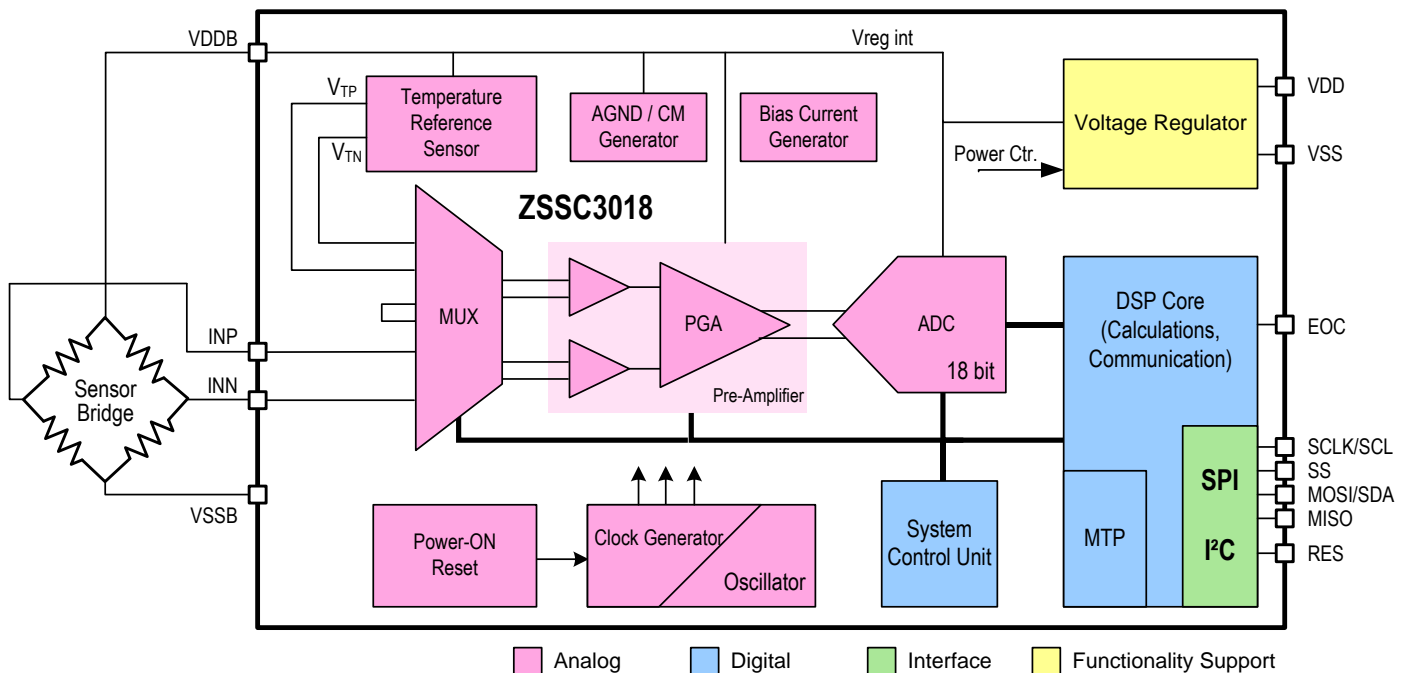 VDDB
Vreg int
VTP
Temperature
Reference
Sensor
VTN
AGND / CM
Generator
Bias Current
Generator
Voltage Regulator
Power Ctr.
VDD
VSS
ZSSC3018
MUX
PGA
Pre-Amplifier
ADC
18 bit
DSP Core
(Calculations,
Communication)
EOC
INP
INN
Sensor
Bridge
VSSB
Power-ON
Reset
Clock Generator
Oscillator
System
Control Unit
MTP
SPI
I²C
SCLK/SCL
SS
MOSI/SDA
MISO
RES
Analog
Digital
Interface
Functionality Support